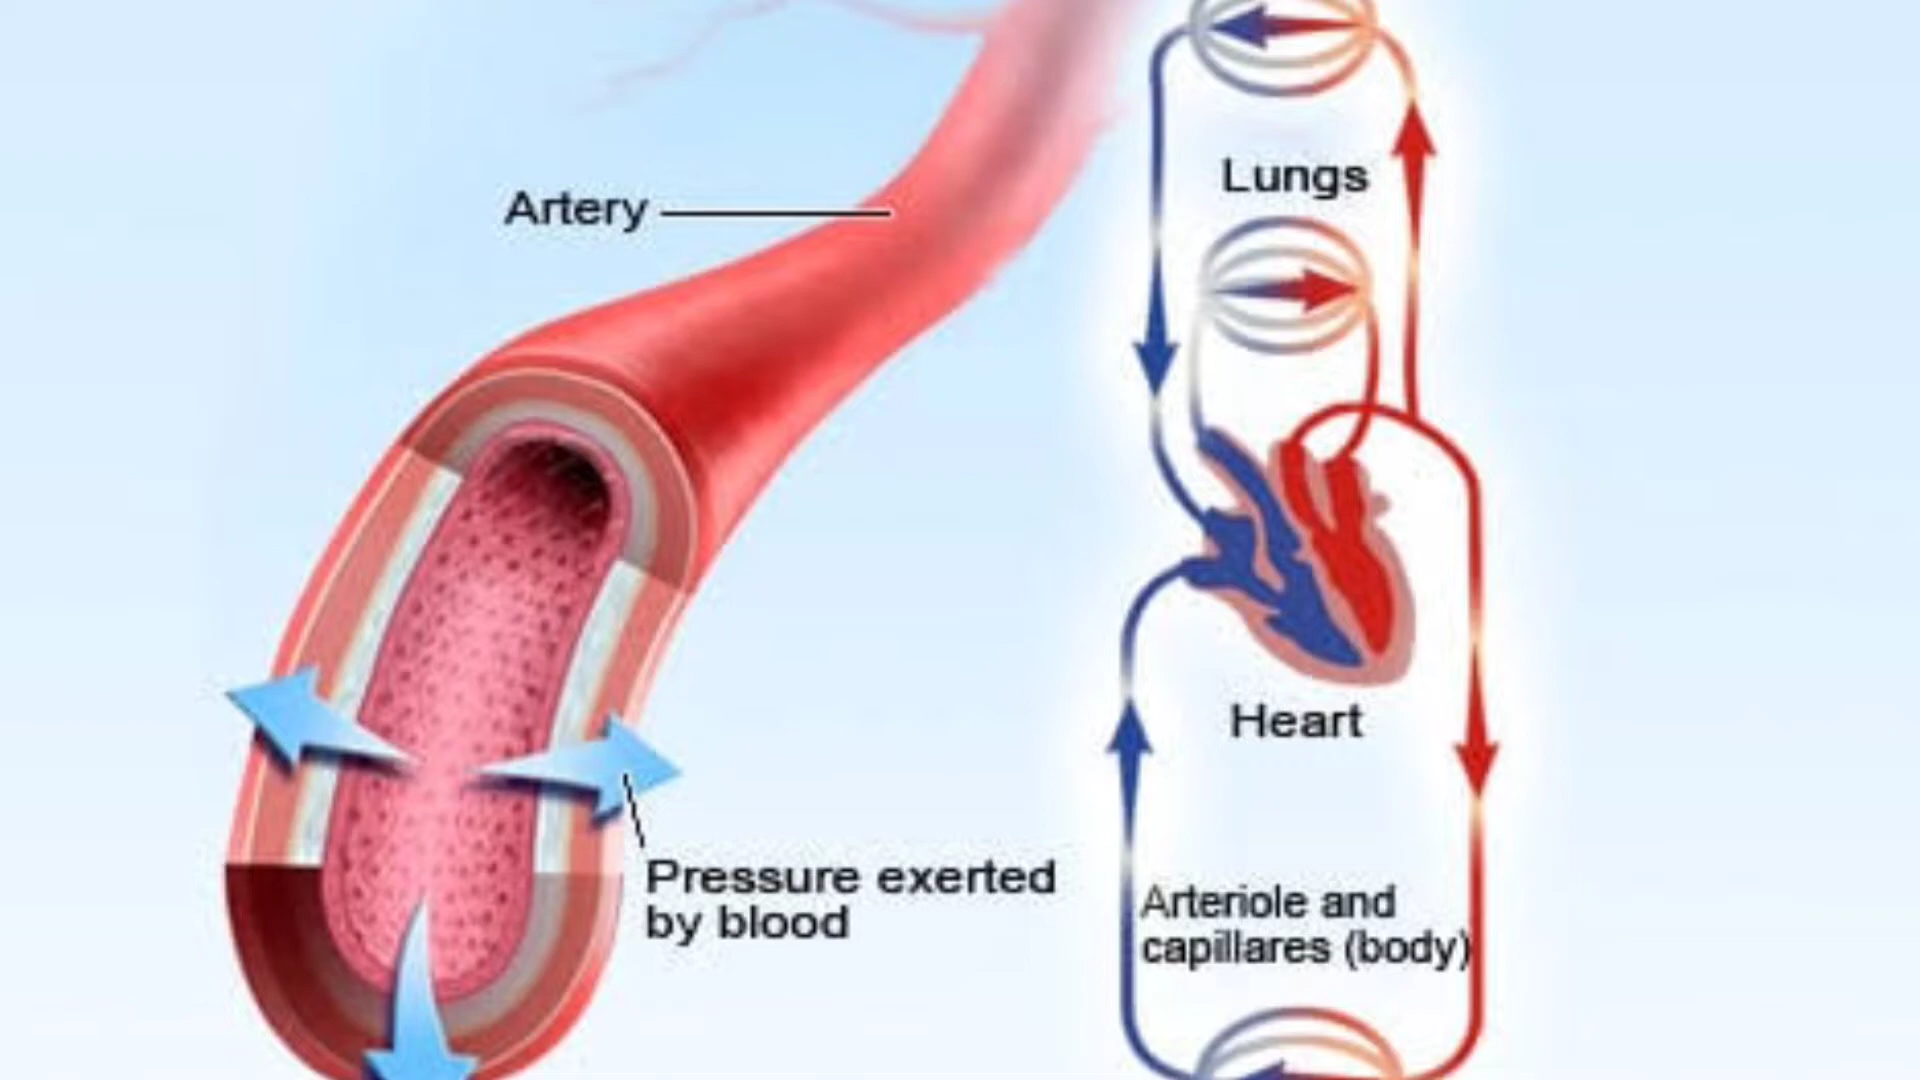 Artery
Lungs
Heart
Pressure exerted
by blood
Arteriole and
capillares (body)